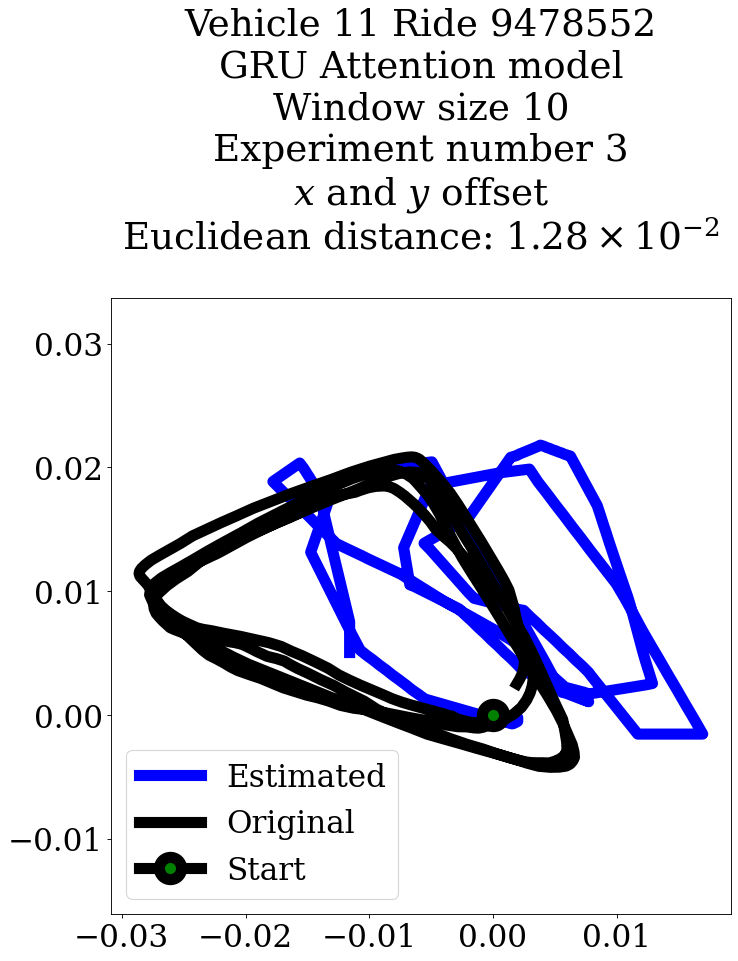 Vehicle 11 Ride 9478552
GRU Attention model
Window size 10
Experiment number 3
x and y offset
Euclidean distance: 1.28 × 10⁻²
0.03
0.02
0.01
0.00
−0.01
Estimated
Original
Start
−0.03 −0.02 −0.01 0.00 0.01